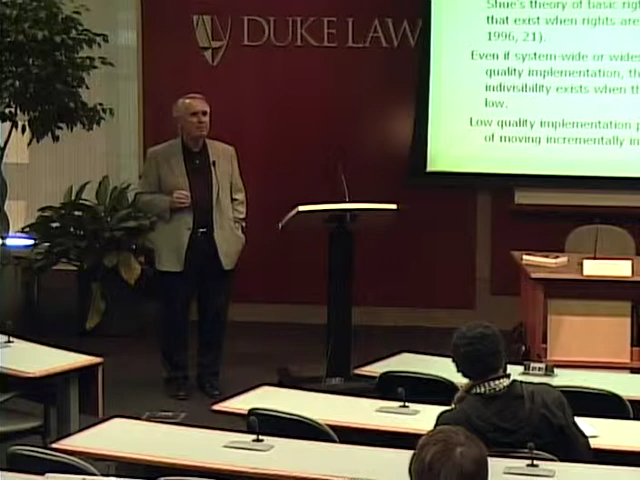 DUKE LAW
Shue's theory of basic rig
that exist when rights are
1996, 21).
Even if system-wide or wides
quality implementation, th
indivisibility exists when th
low.
Low quality implementation p
of moving incrementally in